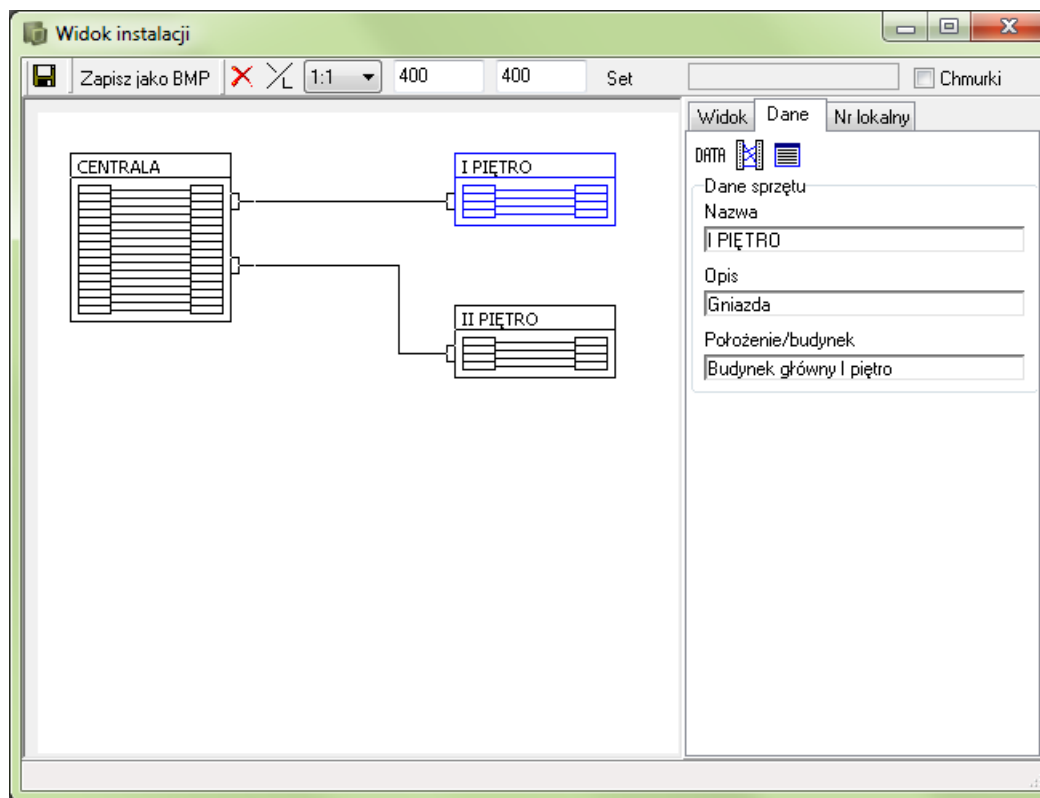 Widok instalacji
Zapisz jako BMP 1:1 400 400 Set Chmurki
Widok Dane Nr lokalny
DATA
Dane sprzętu
Nazwa
I PIĘTRO
Opis
Gniazda
Położenie/budynek
Budynek główny I piętro
CENTRALA
I PIĘTRO
II PIĘTRO